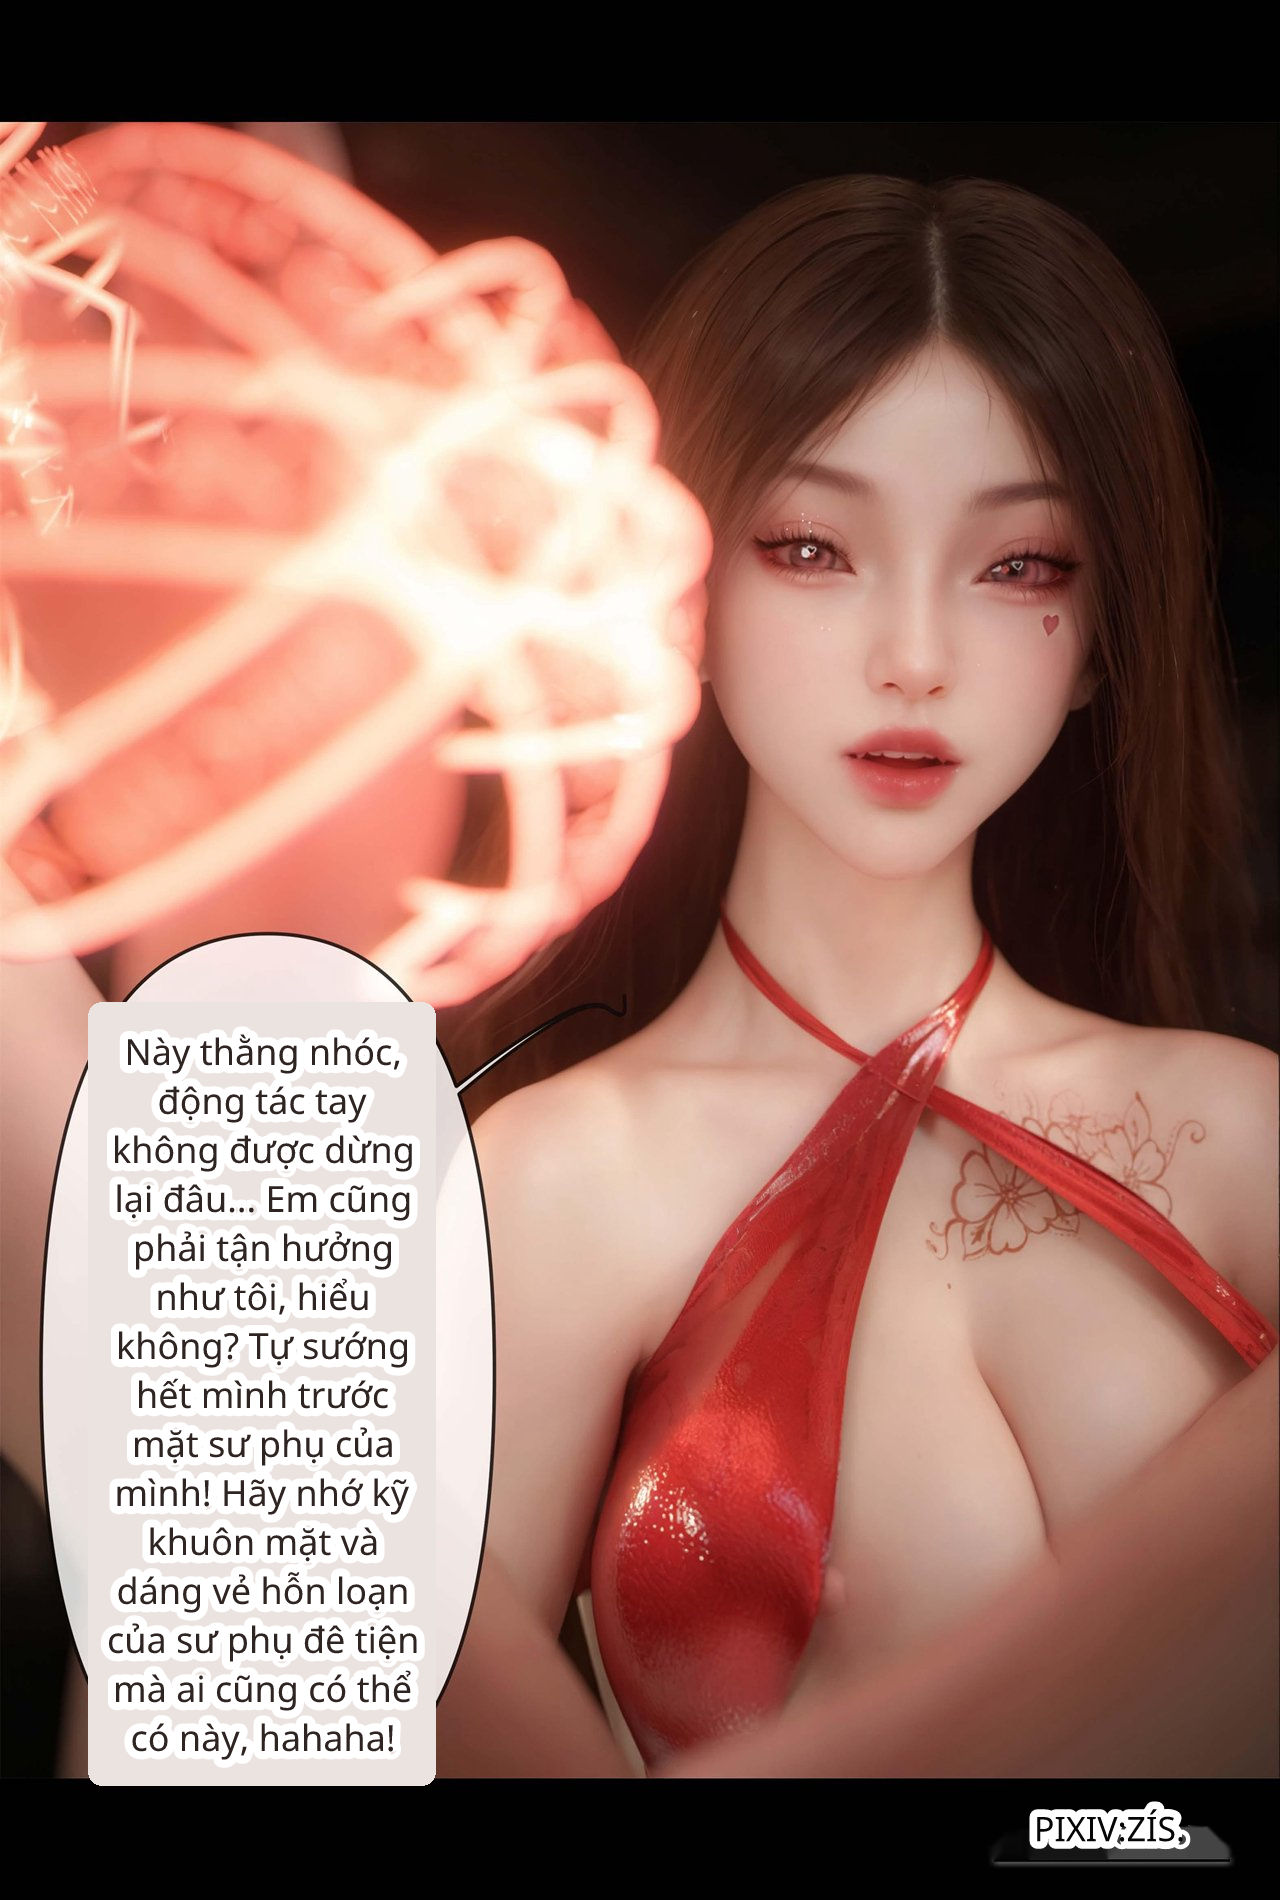 Này thằng nhóc,
động tác tay
không được dừng
lại đâu... Em cũng
phải tận hưởng
như tôi, hiểu
không? Tự sướng
hết mình trước
mặt sư phụ của
mình! Hãy nhớ kỹ
khuôn mặt và
dáng vẻ hỗn loạn
của sư phụ đê tiện
mà ai cũng có thể
có này, hahaha!
PIXIV:ZÍS.